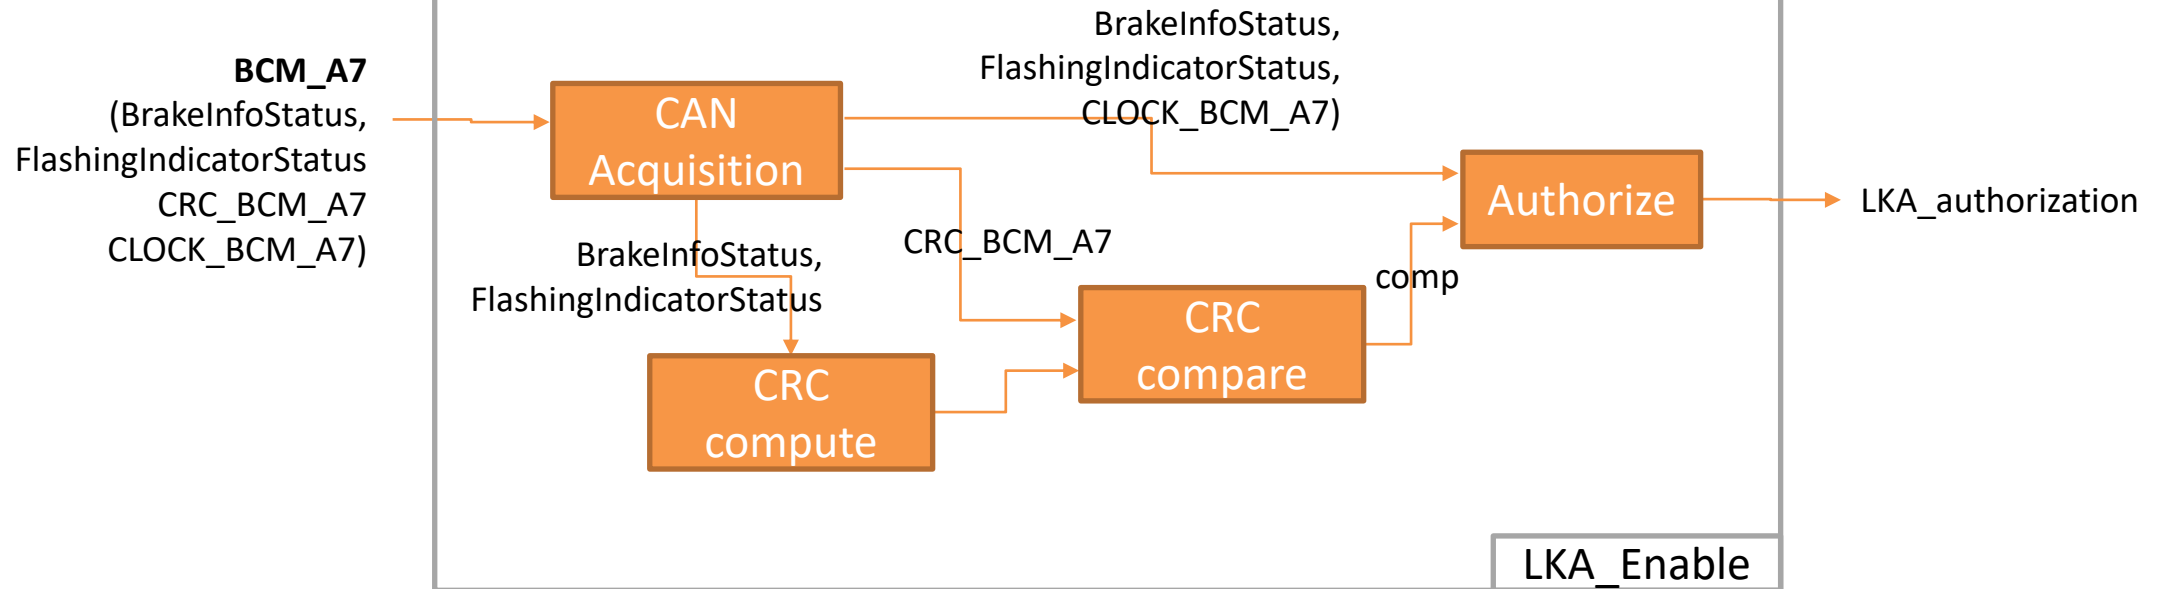 BCM_A7
(BrakeInfoStatus,
FlashingIndicatorStatus
CRC_BCM_A7
CLOCK_BCM_A7)
CAN
Acquisition
BrakeInfoStatus,
FlashingIndicatorStatus,
CLOCK_BCM_A7)
BrakeInfoStatus,
FlashingIndicatorStatus
CRC_BCM_A7
CRC
compute
CRC
compare
comp
Authorize
LKA_authorization
LKA_Enable